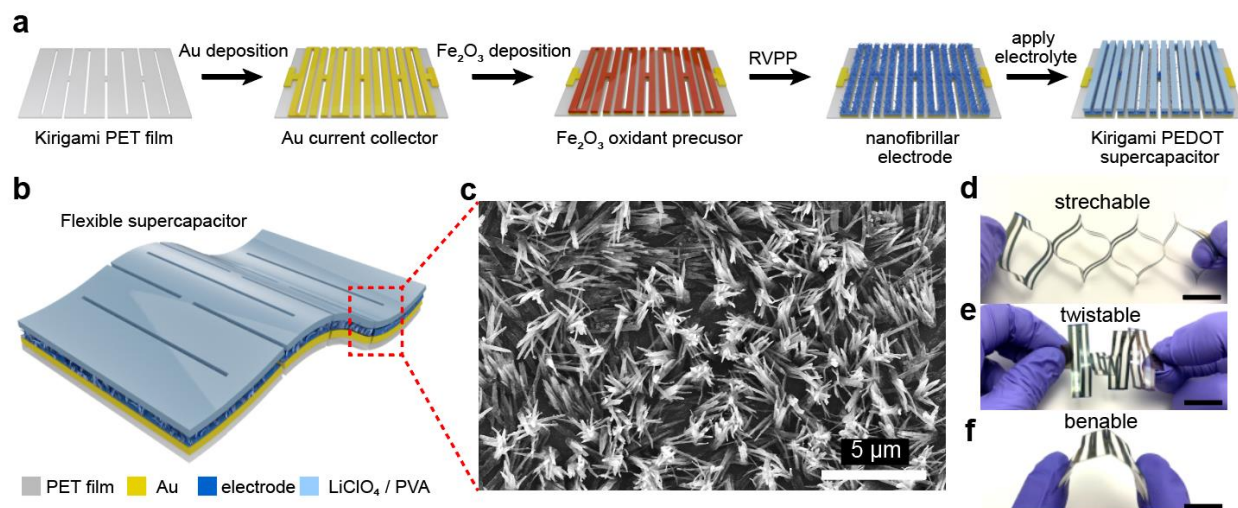 a
Au deposition
Fe₂O₃ deposition
RVPP
apply
electrolyte
Kirigami PET film
Au current collector
Fe₂O₃ oxidant precusor
nanofibrillar
electrode
Kirigami PEDOT
supercapacitor
b
Flexible supercapacitor
PET film
Au
electrode
LiClO₄ / PVA
c
5 µm
d
strechable
e
twistable
f
benable